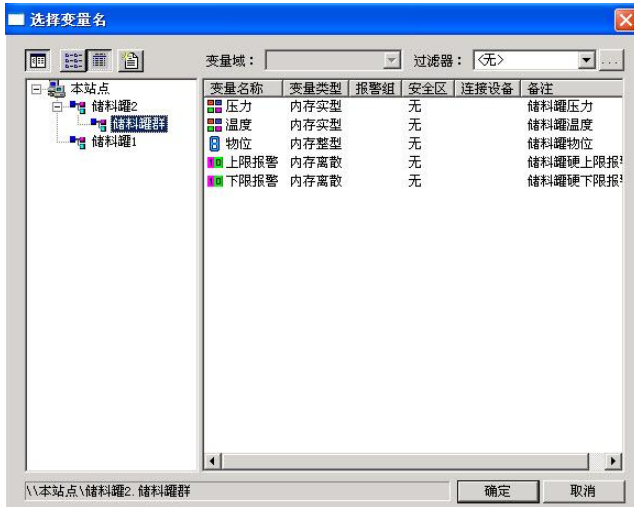 选择变量名
变量域： 过滤器： <无> ...
本站点
储料罐2
储料罐群
储料罐1
变量名称 变量类型 报警组 安全区 连接设备 备注
压力 内存实型 无 储料罐压力
温度 内存实型 无 储料罐温度
物位 内存整型 无 储料罐物位
上限报警 内存离散 无 储料罐硬上限报
下限报警 内存离散 无 储料罐硬下限报
\\本站点\储料罐2.储料罐群 确定 取消